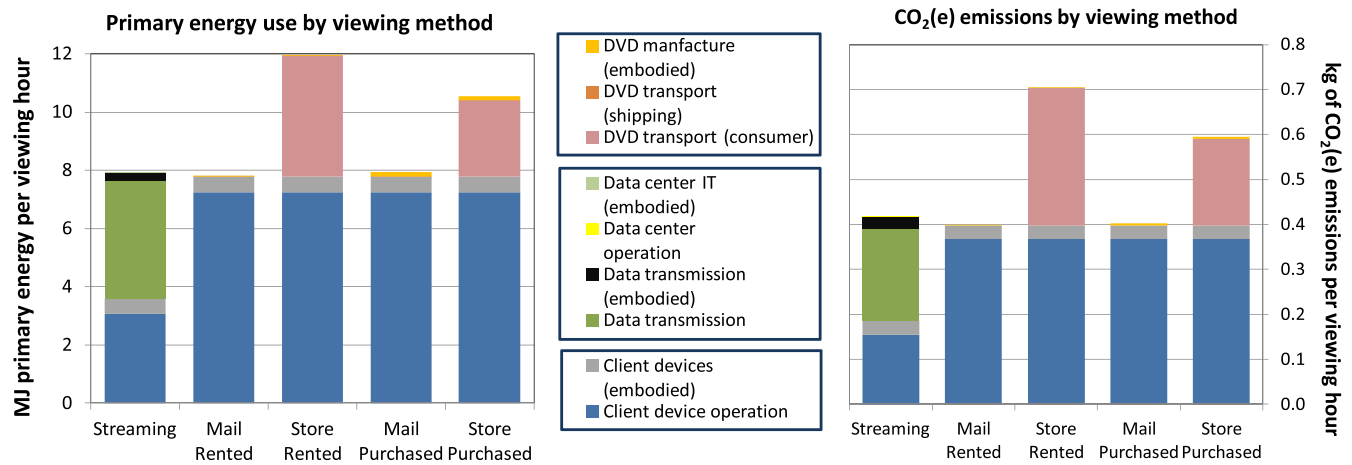 Primary energy use by viewing method
MJ primary energy per viewing hour
12
10
8
6
4
2
0
Streaming
Mail
Rented
Store
Rented
Mail
Purchased
Store
Purchased
DVD manfacture
(embodied)
DVD transport
(shipping)
DVD transport (consumer)
Data center IT
(embodied)
Data center
operation
Data transmission
(embodied)
Data transmission
Client devices
(embodied)
Client device operation
CO₂(e) emissions by viewing method
0.8
0.7
0.6
0.5
0.4
0.3
0.2
0.1
0.0
kg of CO₂(e) emissions per viewing hour
Streaming
Mail
Rented
Store
Rented
Mail
Purchased
Store
Purchased